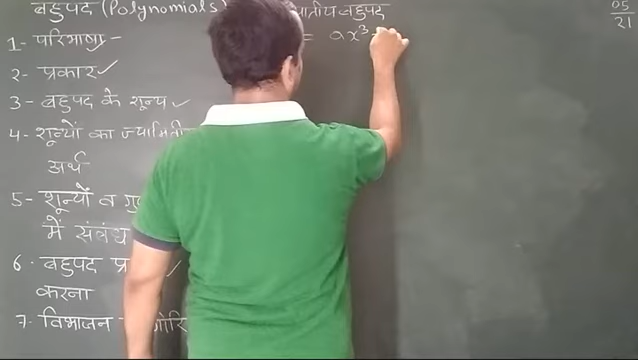 बहुपद (Polynomials)
बहुपद
05
21
= ax³
1- परिभाषा -
2- प्रकार ✓
3- बहुपद के शून्य ✓
4- शून्यों का
अर्थ
5- शून्यों व
में संबंध
6. बहुपद
करना
7- विभाजन